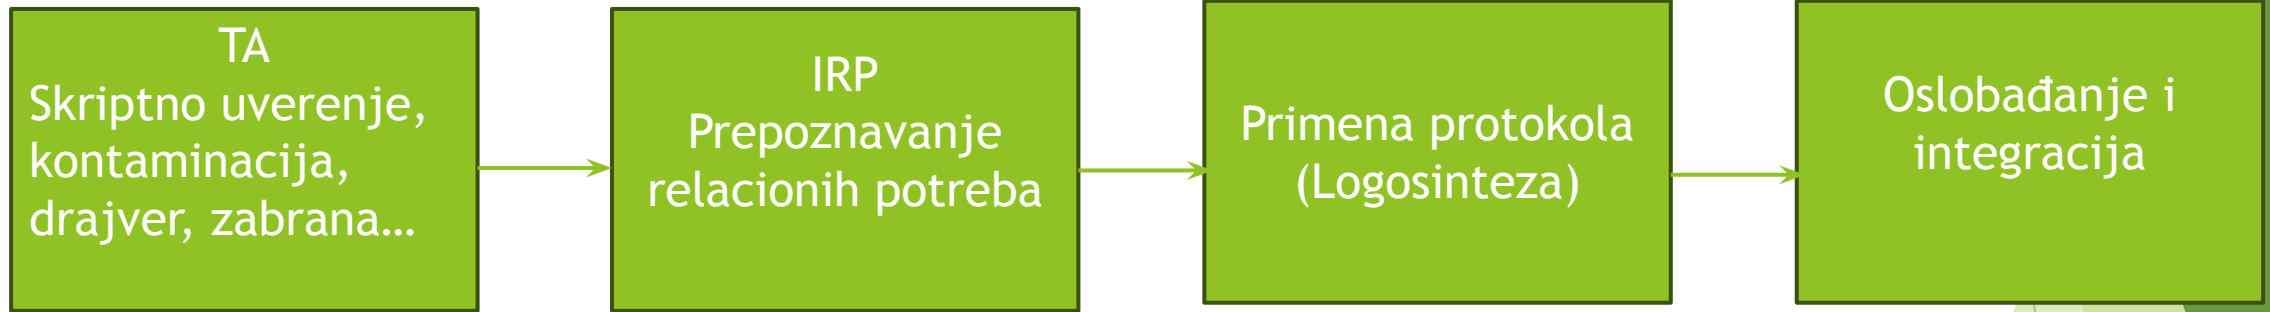 TA
Skriptno uverenje,
kontaminacija,
drajver, zabrana…
IRP
Prepoznavanje
relacionih potreba
Primena protokola
(Logosinteza)
Oslobađanje i
integracija